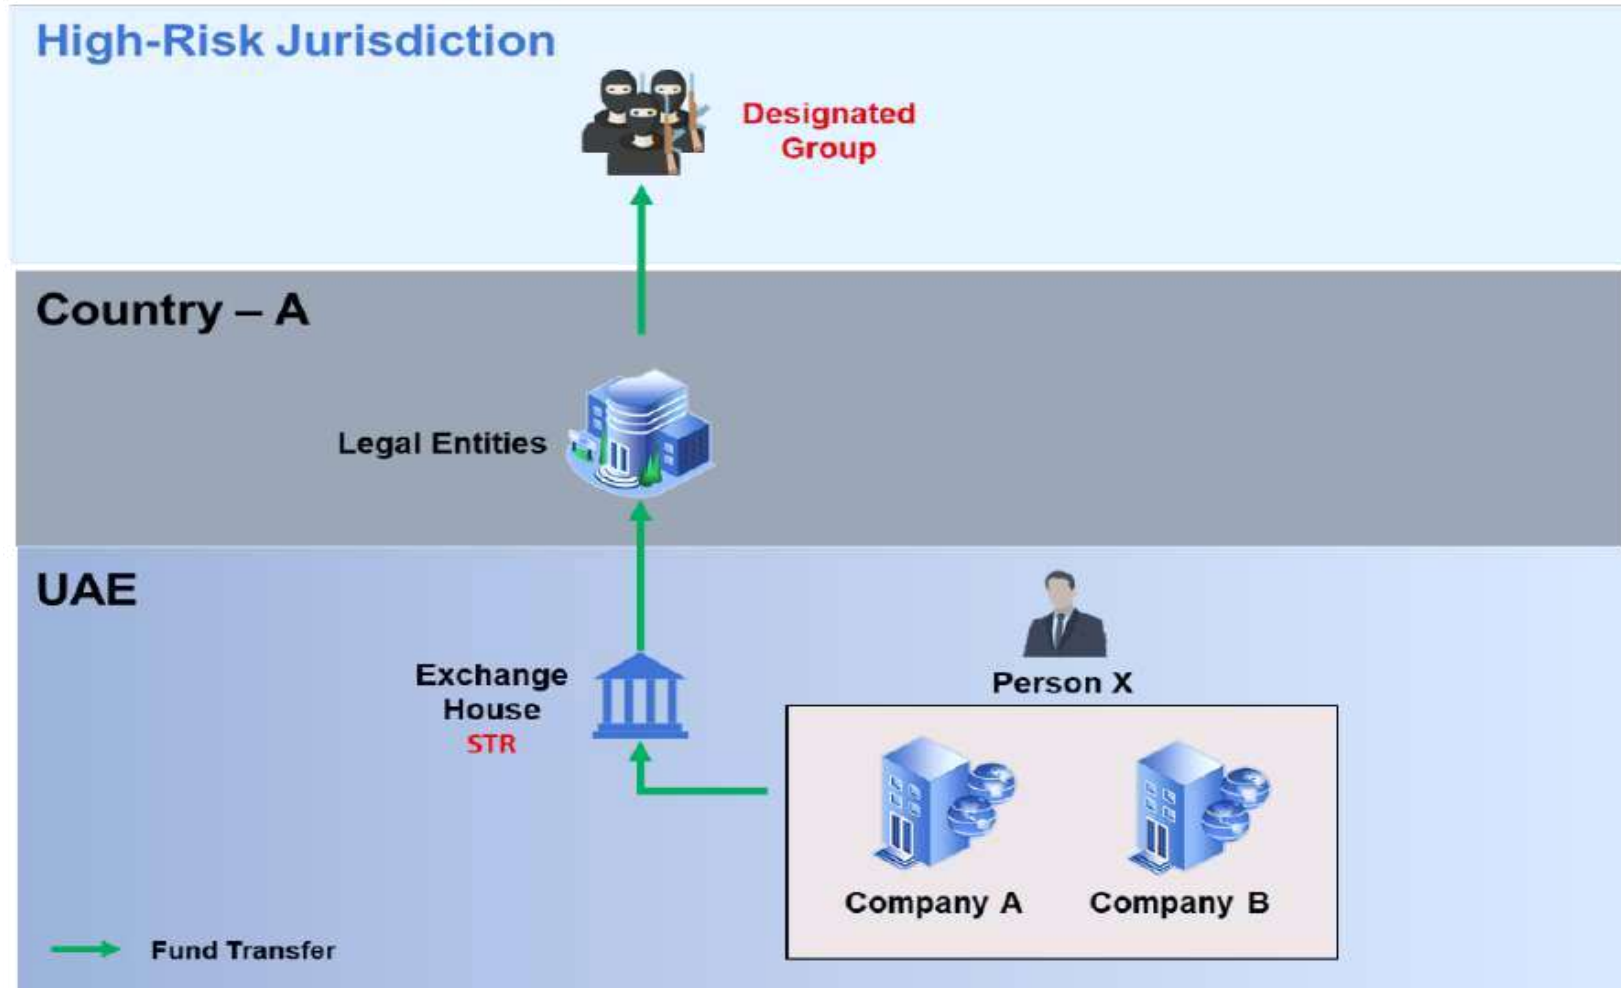 High-Risk Jurisdiction
Designated
Group
Country – A
Legal Entities
UAE
Exchange
House
STR
Person X
Company A
Company B
Fund Transfer